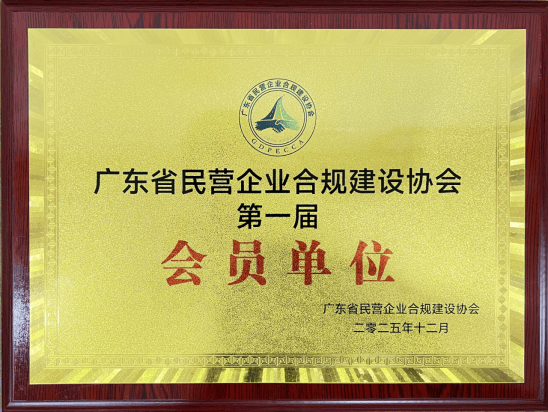 广东省民营企业合规建设协会
GDPECCA
广东省民营企业合规建设协会
第一届
会员单位
广东省民营企业合规建设协会
二零二五年十二月